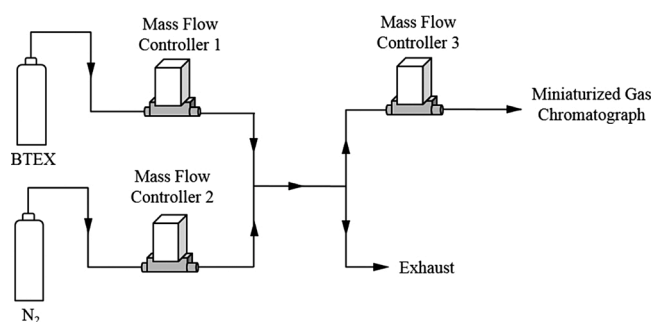 Mass Flow
Controller 1
Mass Flow
Controller 3
Miniaturized Gas
Chromatograph
BTEX
Mass Flow
Controller 2
Exhaust
N₂